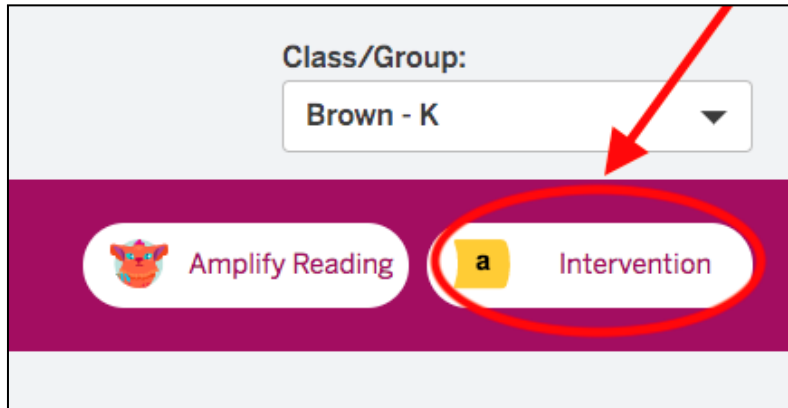 Class/Group:
Brown - K
Amplify Reading
a Intervention